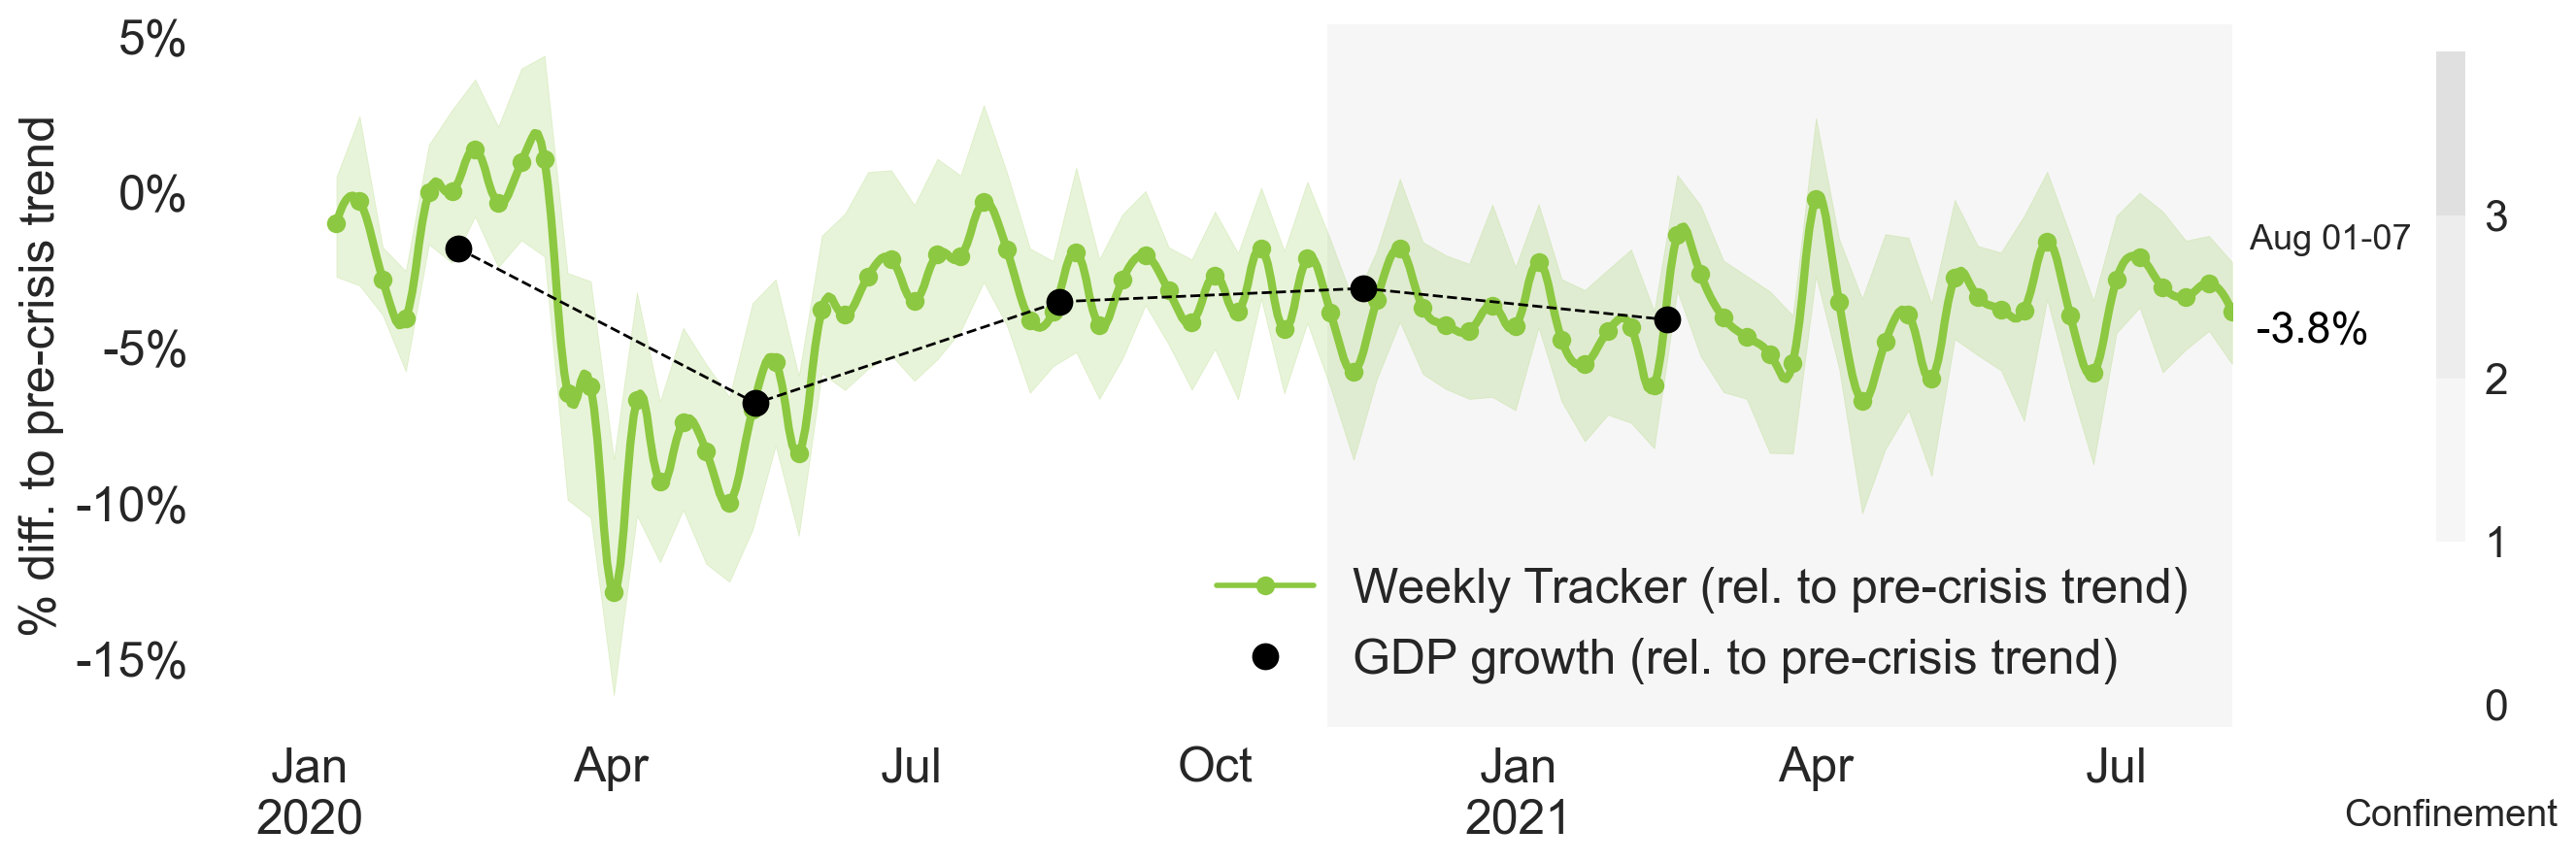 % diff. to pre-crisis trend
5%
0%
-5%
-10%
-15%
Aug 01-07
-3.8%
Weekly Tracker (rel. to pre-crisis trend)
GDP growth (rel. to pre-crisis trend)
Jan Apr Jul Oct Jan Apr Jul
2020 2021
3
2
1
0
Confinement